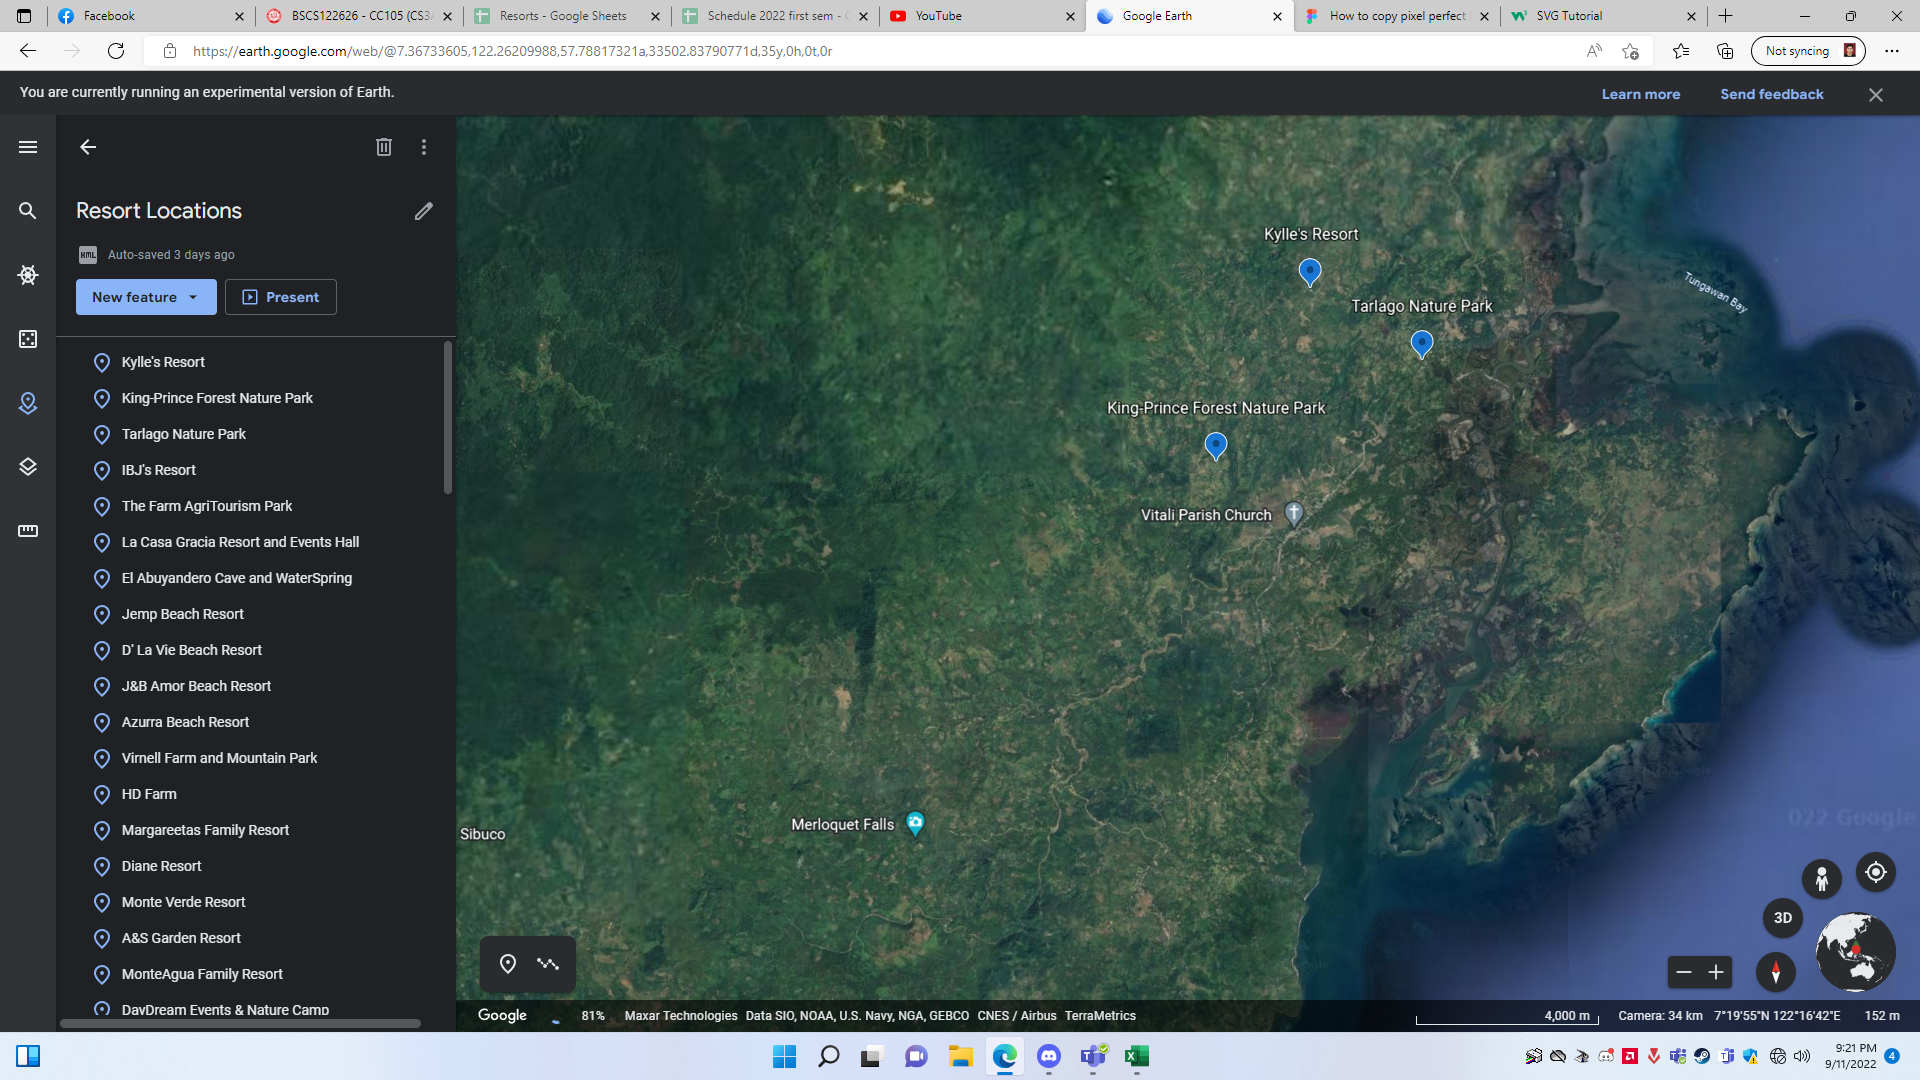 Facebook
BSCS122626 - CC105 (CS3A
Resorts - Google Sheets
Schedule 2022 first sem - G
YouTube
Google Earth
How to copy pixel perfect
SVG Tutorial
https://earth.google.com/web/@7.36733605,122.26209988,57.78817321a,33502.83790771d,35y,0h,0t,0r
Not syncing
You are currently running an experimental version of Earth.
Learn more
Send feedback
Resort Locations
KML
Auto-saved 3 days ago
New feature
Present
Kylle's Resort
King-Prince Forest Nature Park
Tarlago Nature Park
IBJ's Resort
The Farm AgriTourism Park
La Casa Gracia Resort and Events Hall
El Abuyandero Cave and WaterSpring
Jemp Beach Resort
D' La Vie Beach Resort
J&B Amor Beach Resort
Azurra Beach Resort
Virnell Farm and Mountain Park
HD Farm
Margareetas Family Resort
Diane Resort
Monte Verde Resort
A&S Garden Resort
MonteAgua Family Resort
DayDream Events & Nature Camp
Kylle's Resort
Tungawan Bay
Tarlago Nature Park
King-Prince Forest Nature Park
Vitali Parish Church
Merloquet Falls
Sibuco
022 Google
3D
Google
81%
Maxar Technologies Data SIO, NOAA, U.S. Navy, NGA, GEBCO CNES / Airbus TerraMetrics
4,000 m
Camera: 34 km 7°19'55"N 122°16'42"E 152 m
9:21 PM
9/11/2022
4